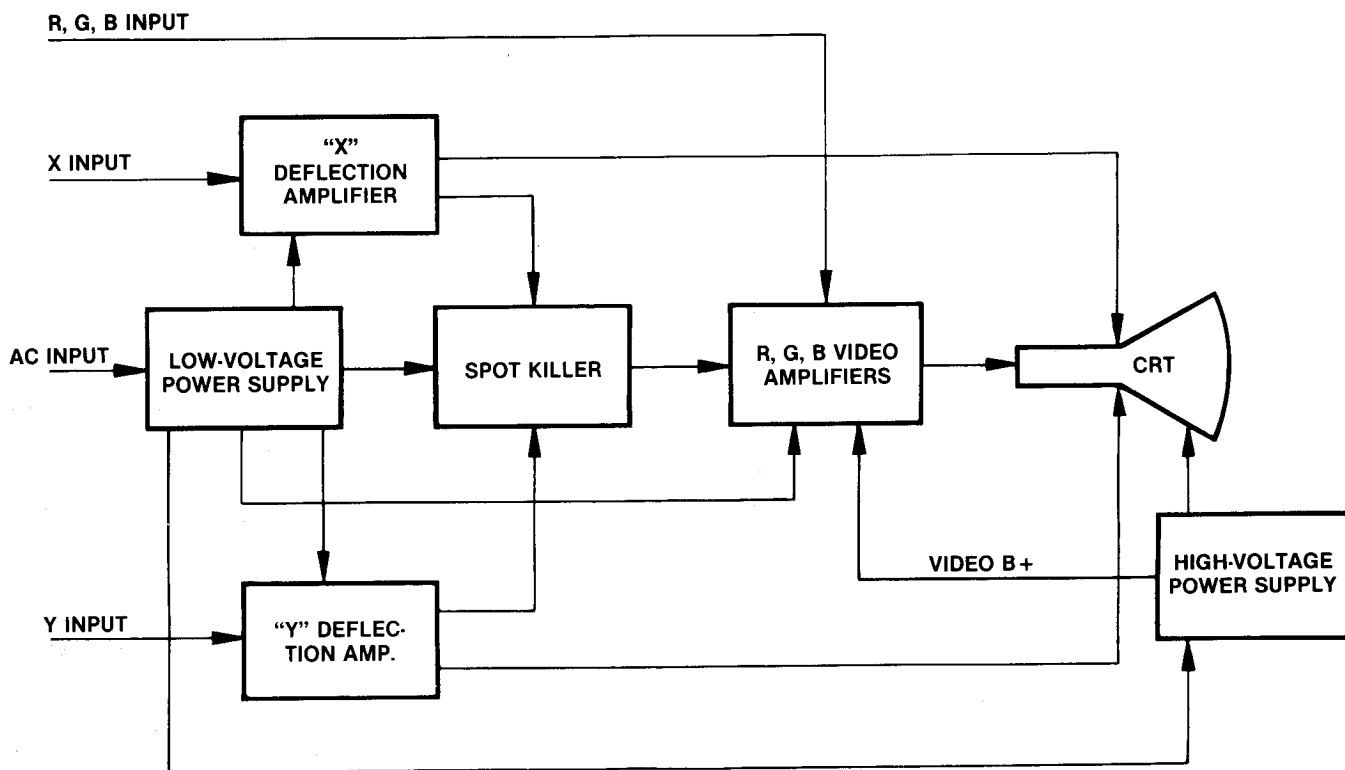 R, G, B INPUT
X INPUT
“X”
DEFLECTION
AMPLIFIER
AC INPUT
LOW-VOLTAGE
POWER SUPPLY
SPOT KILLER
R, G, B VIDEO
AMPLIFIERS
CRT
VIDEO B+
HIGH-VOLTAGE
POWER SUPPLY
Y INPUT
“Y” DEFLEC-
TION AMP.